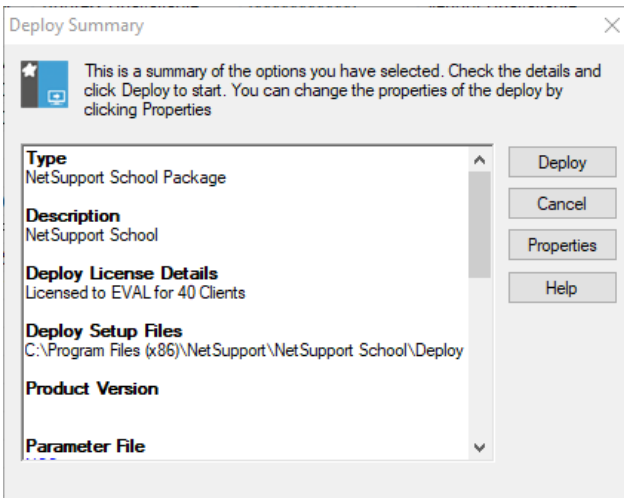 Deploy Summary
This is a summary of the options you have selected. Check the details and
click Deploy to start. You can change the properties of the deploy by
clicking Properties
Type
NetSupport School Package
Description
NetSupport School
Deploy License Details
Licensed to EVAL for 40 Clients
Deploy Setup Files
C:\Program Files (x86)\NetSupport\NetSupport School\Deploy
Product Version
Parameter File
Deploy
Cancel
Properties
Help